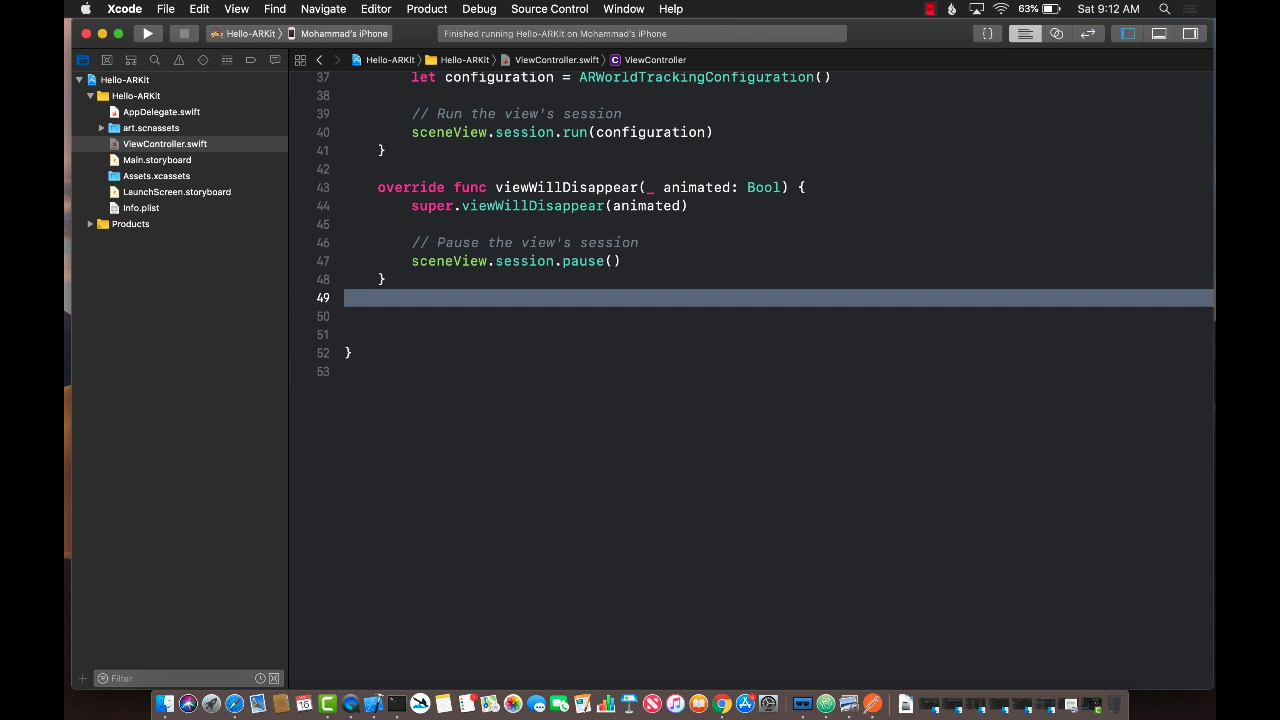 Xcode File Edit View Find Navigate Editor Product Debug Source Control Window Help 63% Sat 9:12 AM
Hello-ARKit Mohammad's iPhone Finished running Hello-ARKit on Mohammad's iPhone
Hello-ARKit Hello-ARKit ViewController.swift C ViewController
Hello-ARKit
Hello-ARKit
AppDelegate.swift
art.scnassets
ViewController.swift
Main.storyboard
Assets.xcassets
LaunchScreen.storyboard
Info.plist
Products
37 let configuration = ARWorldTrackingConfiguration()
38
39 // Run the view's session
40 sceneView.session.run(configuration)
41 }
42
43 override func viewWillDisappear(_ animated: Bool) {
44 super.viewWillDisappear(animated)
45
46 // Pause the view's session
47 sceneView.session.pause()
48 }
49
50
51
52 }
53
Filter